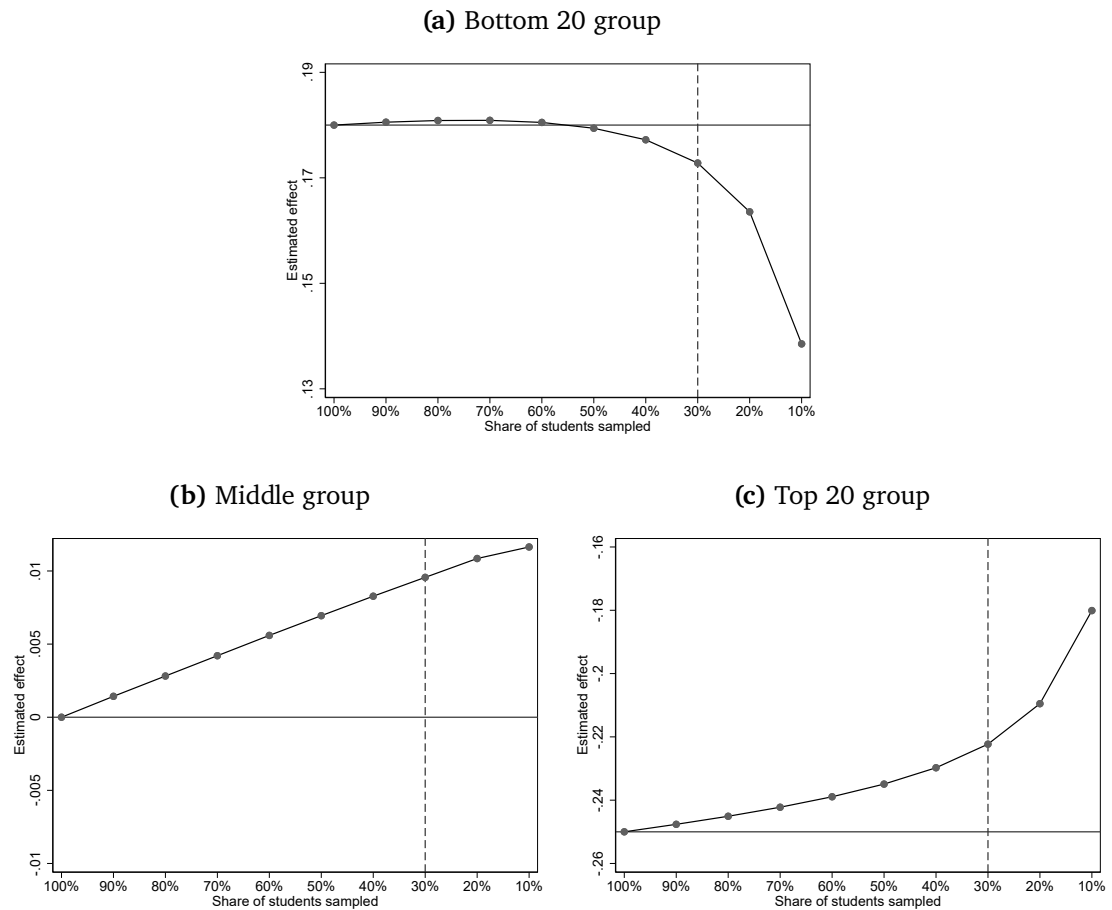 (a) Bottom 20 group
Estimated effect
.19
.17
.15
.13
100% 90% 80% 70% 60% 50% 40% 30% 20% 10%
Share of students sampled
(b) Middle group
Estimated effect
.01
.005
0
-.005
-.01
100% 90% 80% 70% 60% 50% 40% 30% 20% 10%
Share of students sampled
(c) Top 20 group
Estimated effect
-.16
-.18
-.2
-.22
-.24
-.26
100% 90% 80% 70% 60% 50% 40% 30% 20% 10%
Share of students sampled